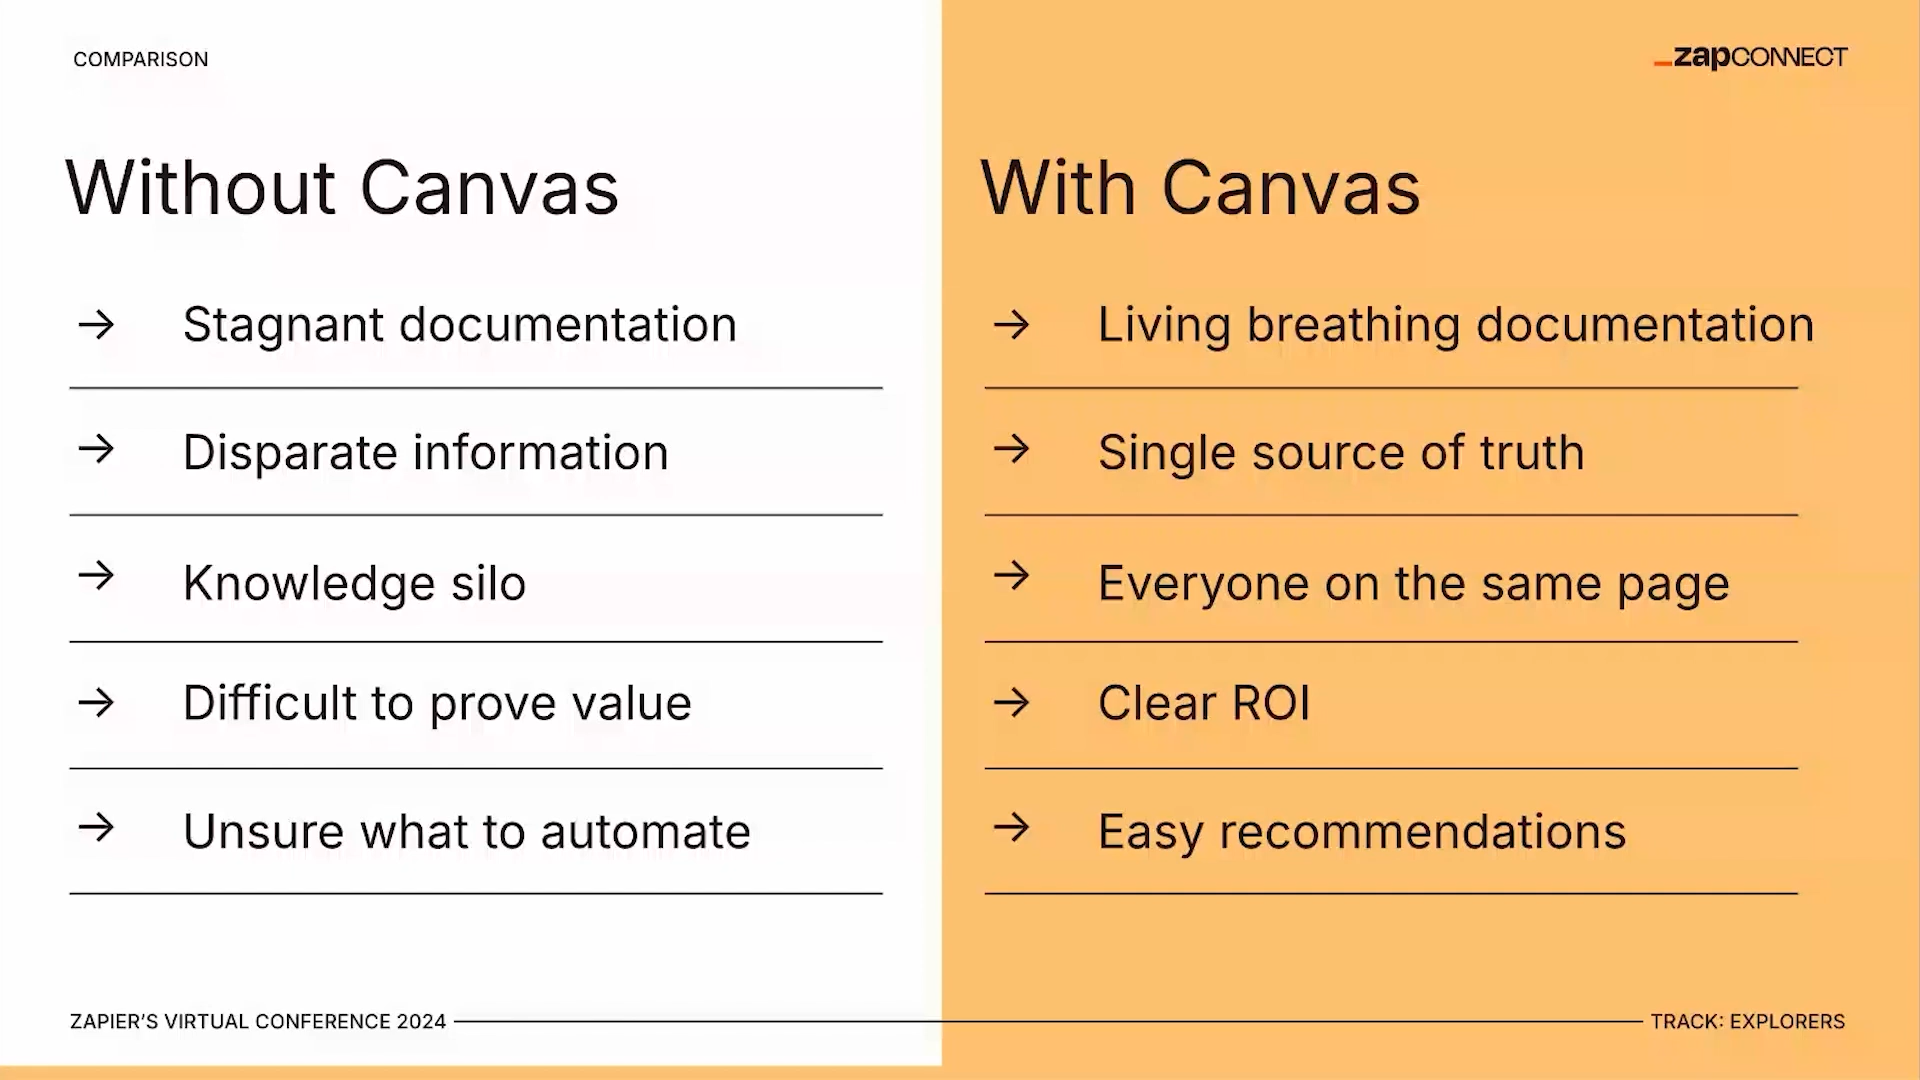 COMPARISON
zapCONNECT
Without Canvas
→ Stagnant documentation
→ Disparate information
→ Knowledge silo
→ Difficult to prove value
→ Unsure what to automate
With Canvas
→ Living breathing documentation
→ Single source of truth
→ Everyone on the same page
→ Clear ROI
→ Easy recommendations
ZAPIER’S VIRTUAL CONFERENCE 2024
TRACK: EXPLORERS